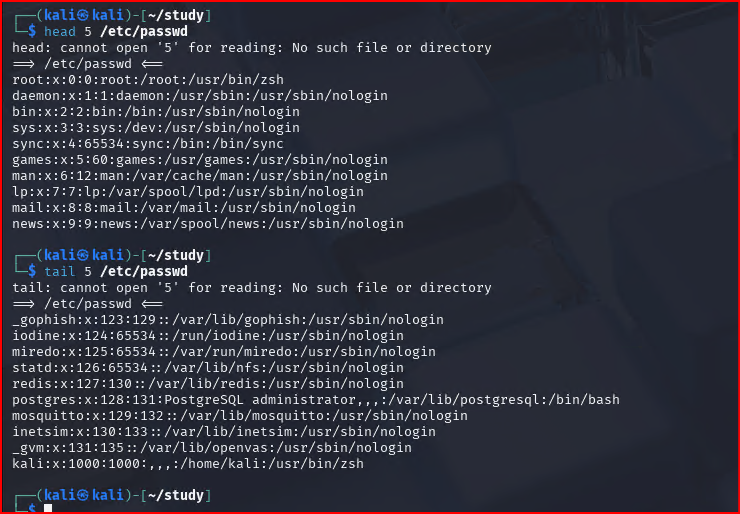 ┌──(kali㉿kali)-[~/study]
└─$ head 5 /etc/passwd
head: cannot open '5' for reading: No such file or directory
==> /etc/passwd <==
root:x:0:0:root:/root:/usr/bin/zsh
daemon:x:1:1:daemon:/usr/sbin:/usr/sbin/nologin
bin:x:2:2:bin:/bin:/usr/sbin/nologin
sys:x:3:3:sys:/dev:/usr/sbin/nologin
sync:x:4:65534:sync:/bin:/bin/sync
games:x:5:60:games:/usr/games:/usr/sbin/nologin
man:x:6:12:man:/var/cache/man:/usr/sbin/nologin
lp:x:7:7:lp:/var/spool/lpd:/usr/sbin/nologin
mail:x:8:8:mail:/var/mail:/usr/sbin/nologin
news:x:9:9:news:/var/spool/news:/usr/sbin/nologin
┌──(kali㉿kali)-[~/study]
└─$ tail 5 /etc/passwd
tail: cannot open '5' for reading: No such file or directory
==> /etc/passwd <==
_gophish:x:123:129::/var/lib/gophish:/usr/sbin/nologin
iodine:x:124:65534::/run/iodine:/usr/sbin/nologin
miredo:x:125:65534::/var/run/miredo:/usr/sbin/nologin
statd:x:126:65534::/var/lib/nfs:/usr/sbin/nologin
redis:x:127:130::/var/lib/redis:/usr/sbin/nologin
postgres:x:128:131:PostgreSQL administrator,,,:/var/lib/postgresql:/bin/bash
mosquitto:x:129:132::/var/lib/mosquitto:/usr/sbin/nologin
inetsim:x:130:133::/var/lib/inetsim:/usr/sbin/nologin
_gvm:x:131:135::/var/lib/openvas:/usr/sbin/nologin
kali:x:1000:1000:,,,:/home/kali:/usr/bin/zsh
┌──(kali㉿kali)-[~/study]
└─$